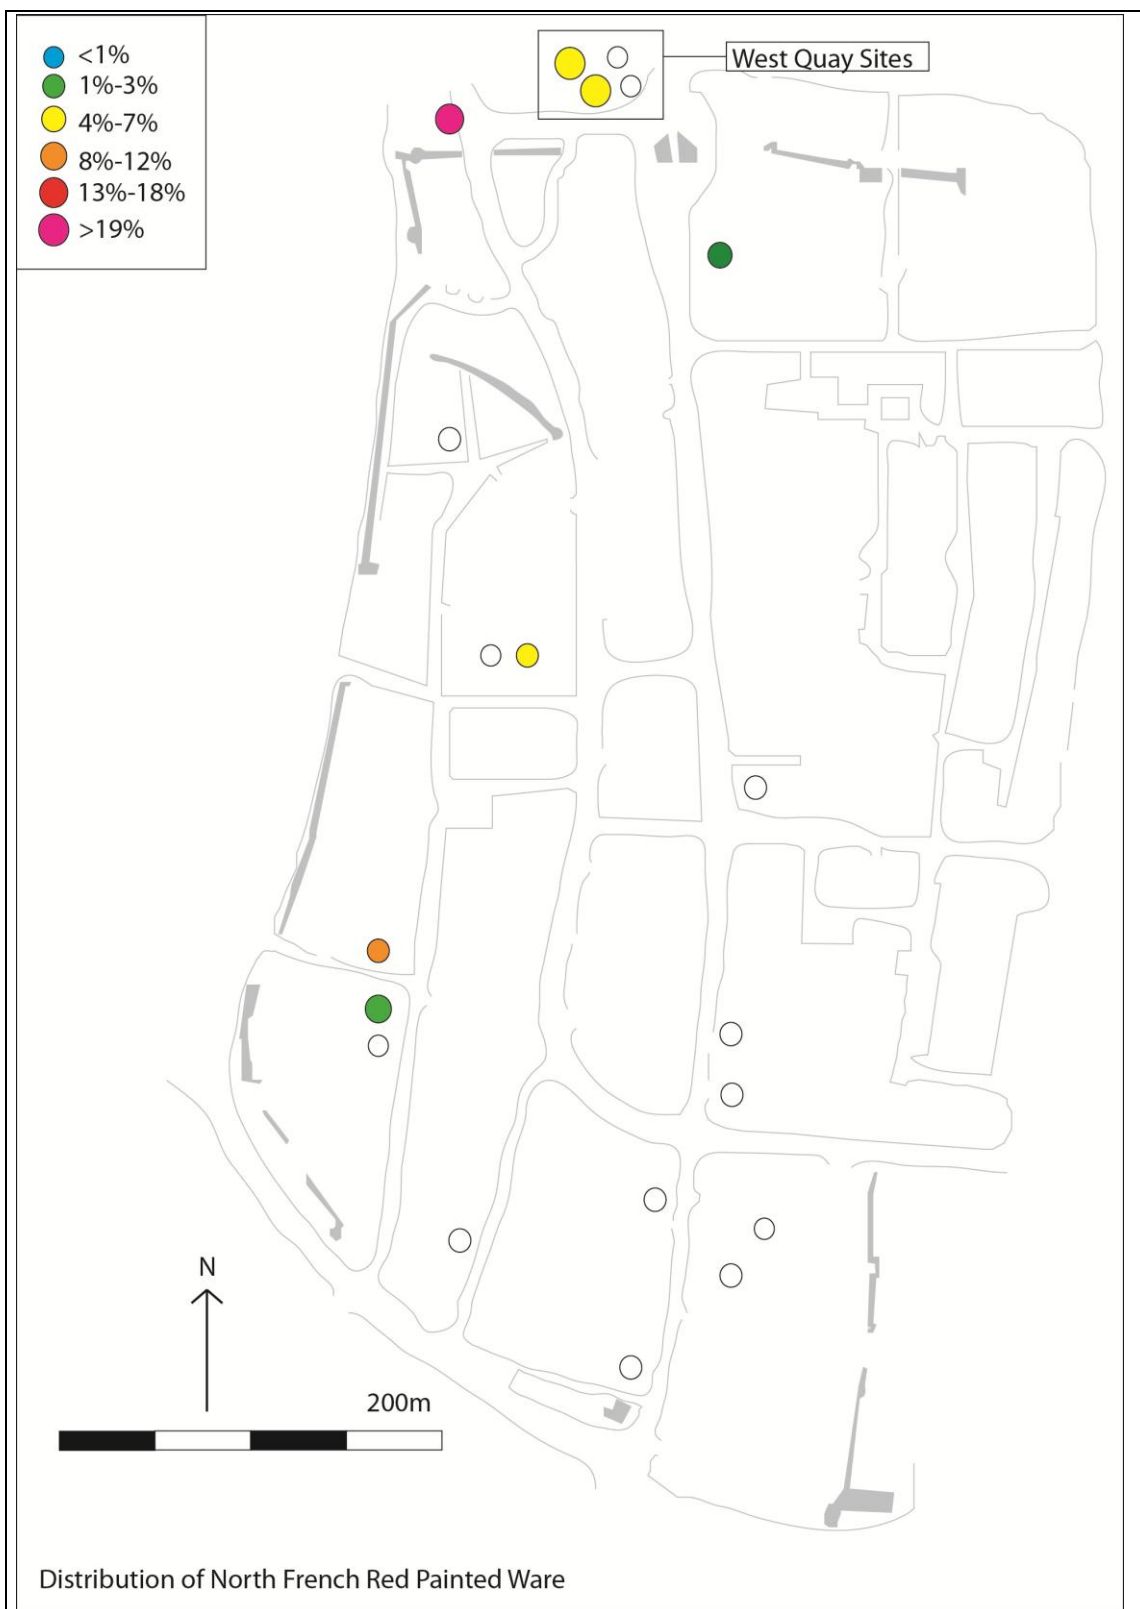 <1%
1%-3%
4%-7%
8%-12%
13%-18%
>19%
West Quay Sites
N
200m
Distribution of North French Red Painted Ware